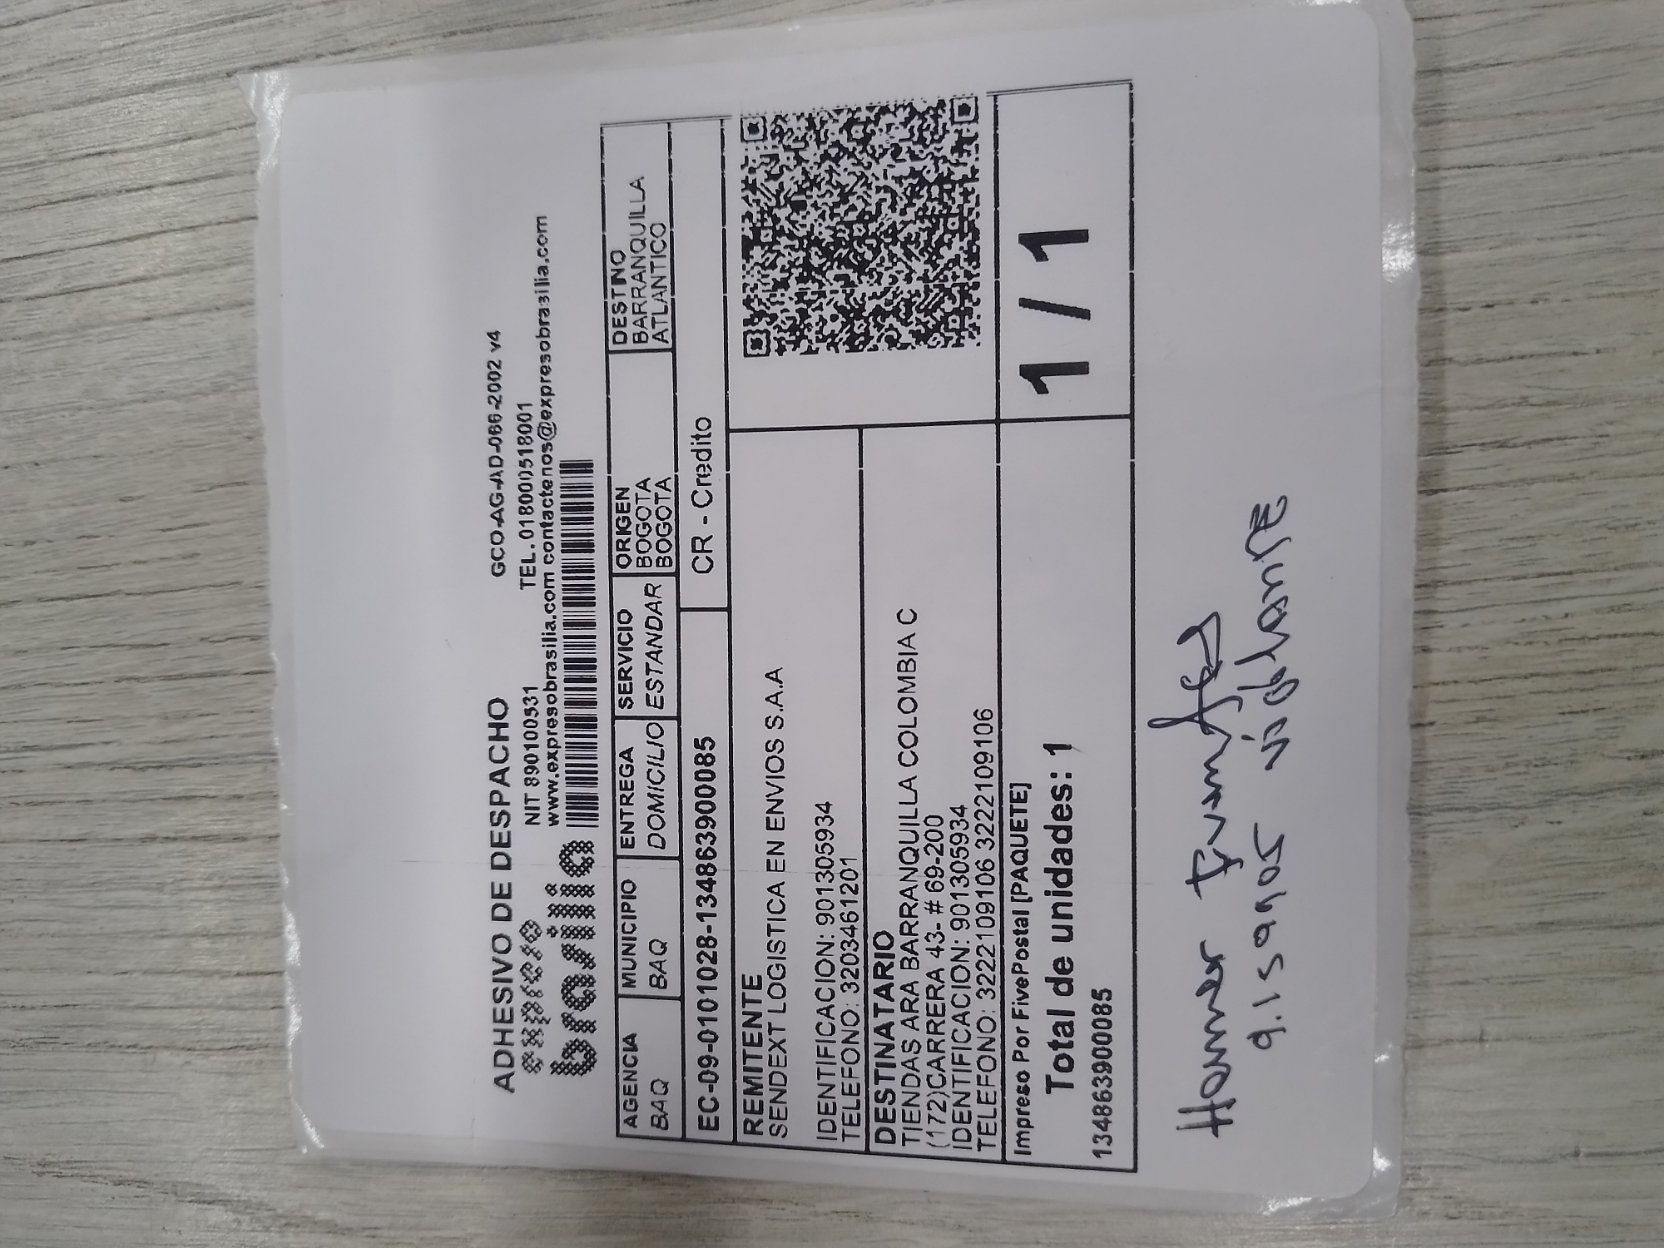 ADHESIVO DE DESPACHO GCO-AG-AD-066-2002 v4
expreso brasilia
NIT 890100531 TEL. 018000518001
www.expresobrasilia.com contactenos@expresobrasilia.com
AGENCIA MUNICIPIO ENTREGA SERVICIO ORIGEN DESTINO
BAQ BAQ DOMICILIO ESTANDAR BOGOTA BARRANQUILLA
BOGOTA ATLANTICO
EC-09-0101028-1348639000085 CR - Credito
REMITENTE
SENDEXT LOGISTICA EN ENVIOS S.A.A
IDENTIFICACION: 901305934
TELEFONO: 3203461201
DESTINATARIO
TIENDAS ARA BARRANQUILLA COLOMBIA C
(172)CARRERA 43- # 69-200
IDENTIFICACION: 901305934
TELEFONO: 3222109106 3222109106
Impreso Por FivePostal [PAQUETE]
Total de unidades: 1
1 / 1
1348639000085
vigilante